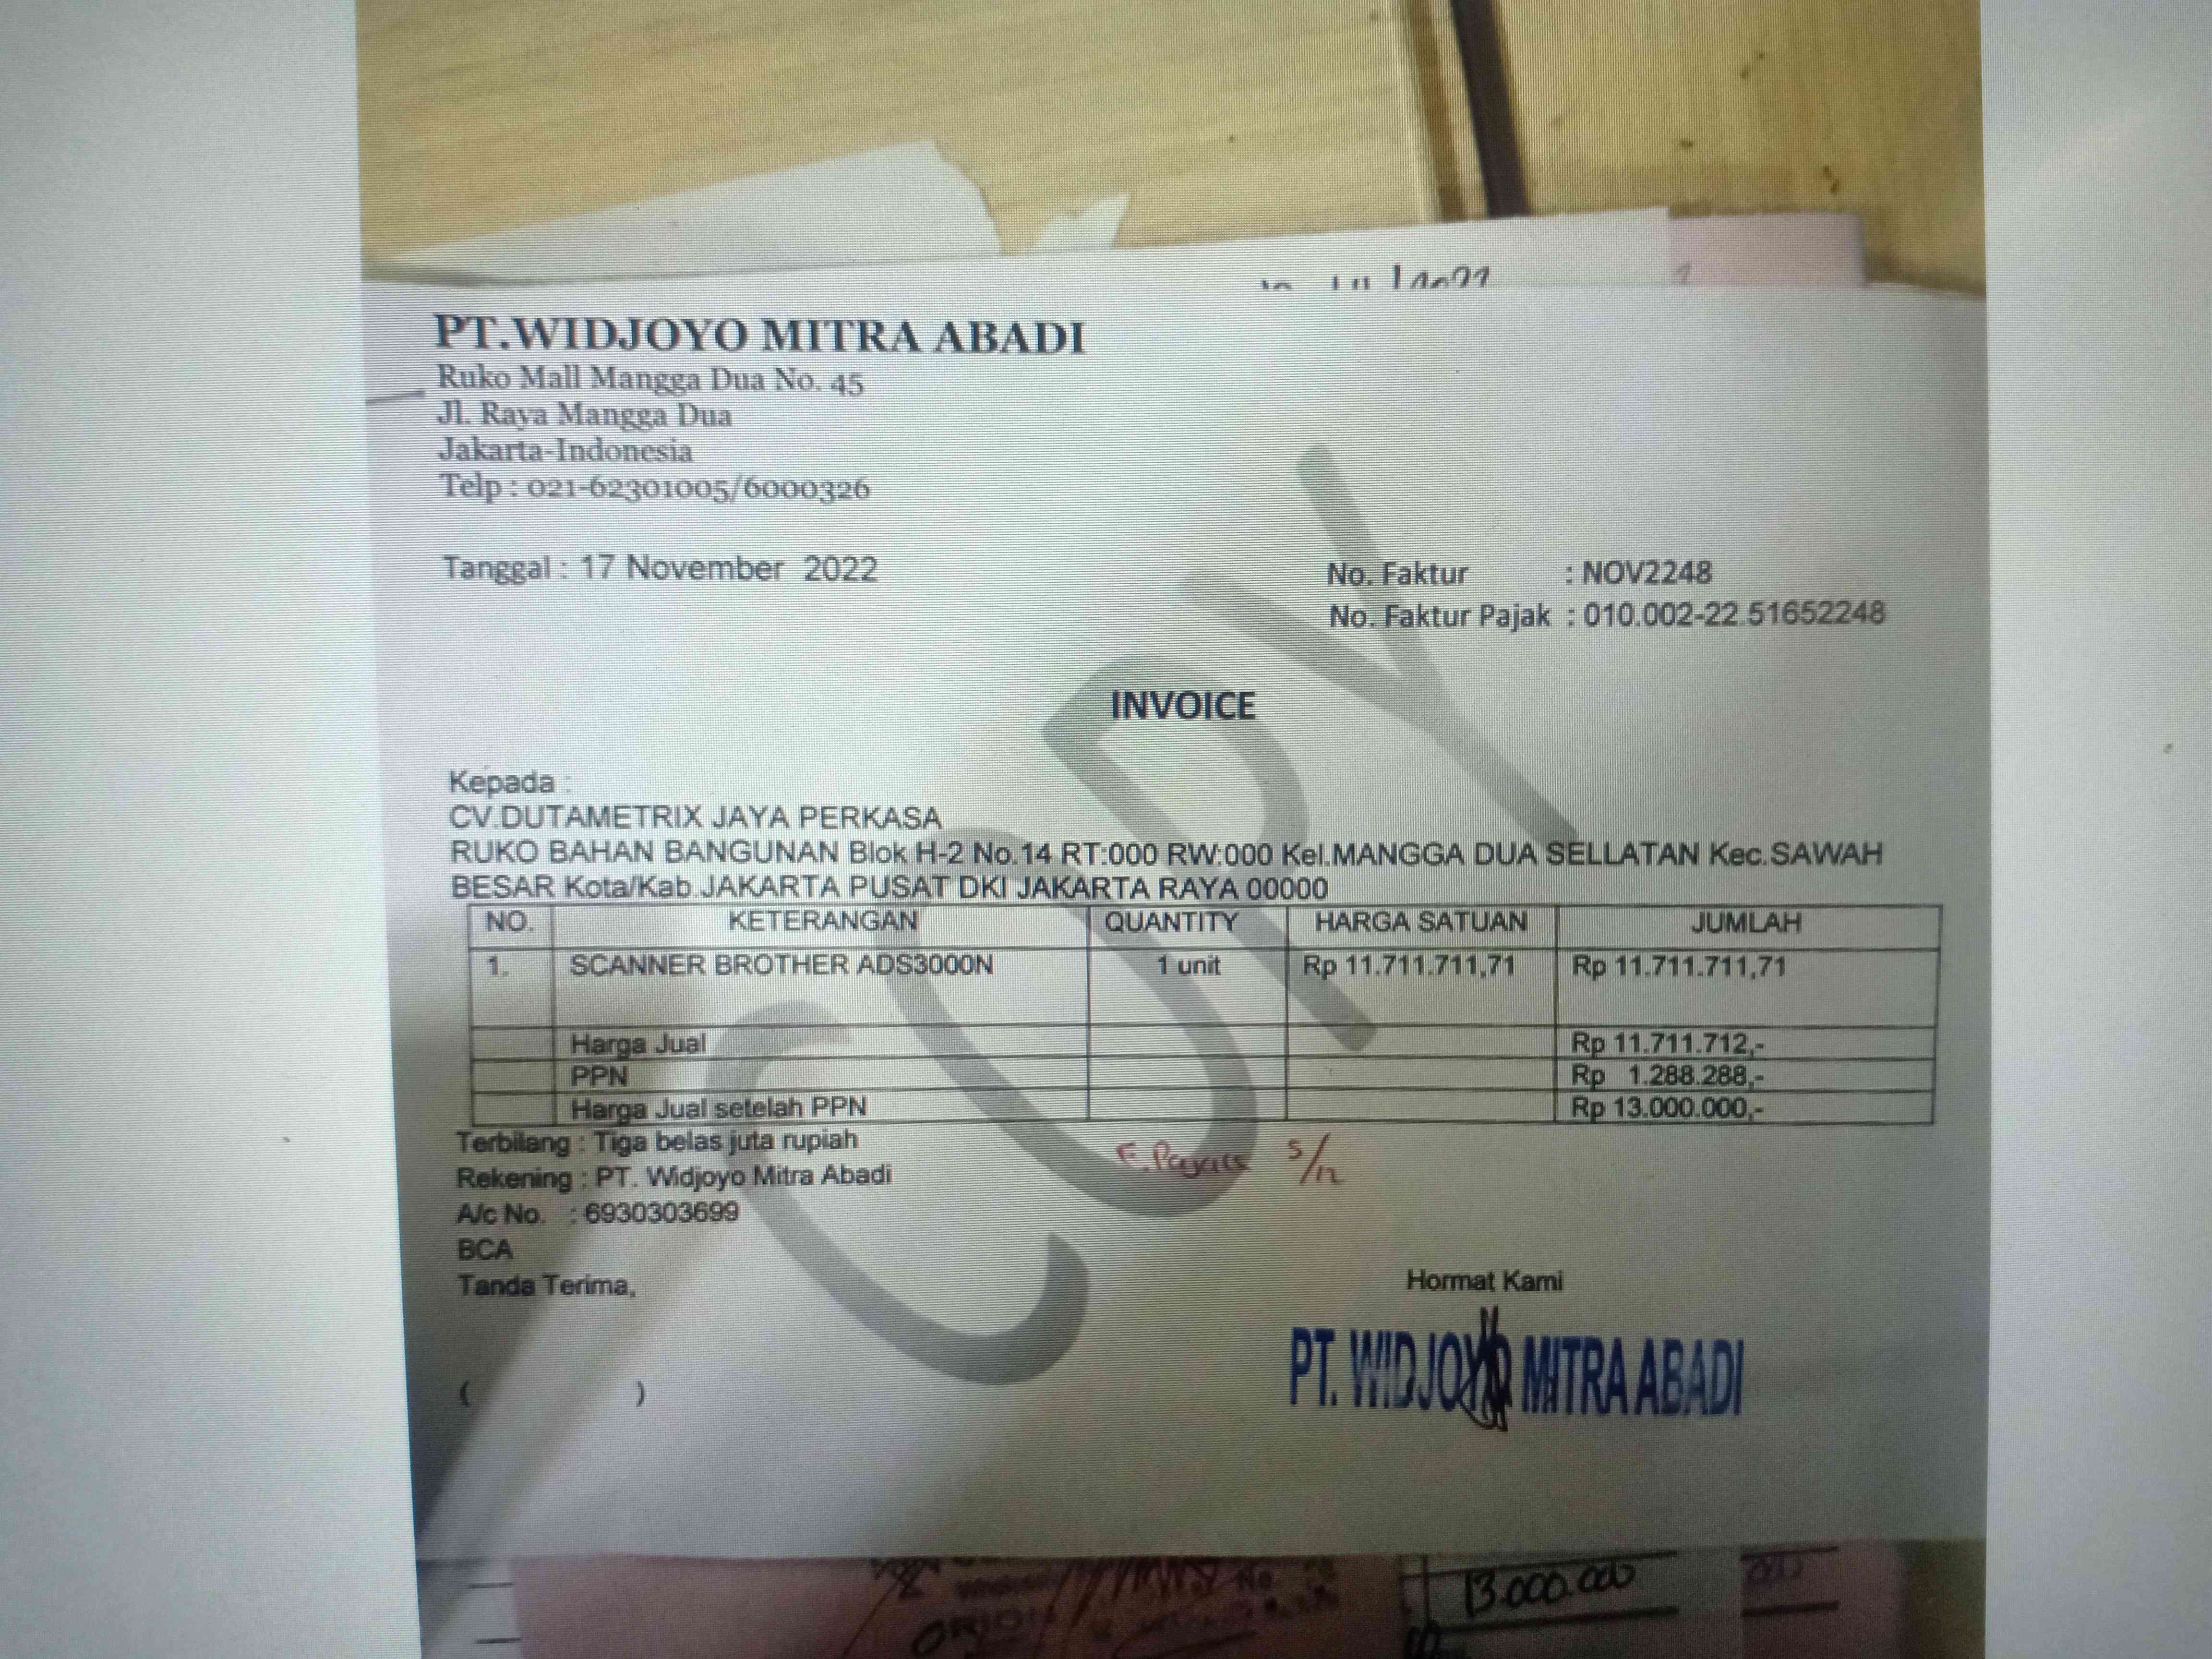 PT.WIDJOYO MITRA ABADI
Ruko Mall Mangga Dua No. 45
Jl. Raya Mangga Dua
Jakarta-Indonesia
Telp : 021-62301005/6000326
Tanggal : 17 November 2022
No. Faktur : NOV2248
No. Faktur Pajak : 010.002-22.51652248
INVOICE
COPY
Kepada :
CV.DUTAMETRIX JAYA PERKASA
RUKO BAHAN BANGUNAN Blok H-2 No.14 RT:000 RW:000 Kel.MANGGA DUA SELLATAN Kec.SAWAH
BESAR Kota/Kab.JAKARTA PUSAT DKI JAKARTA RAYA 00000
NO. KETERANGAN QUANTITY HARGA SATUAN JUMLAH
1. SCANNER BROTHER ADS3000N 1 unit Rp 11.711.711,71 Rp 11.711.711,71
Harga Jual Rp 11.711.712,-
PPN Rp 1.288.288,-
Harga Jual setelah PPN Rp 13.000.000,-
Terbilang : Tiga belas juta rupiah
F. Pajak 5/12
Rekening : PT. Widjoyo Mitra Abadi
A/c No. : 6930303699
BCA
Tanda Terima,
Hormat Kami
PT. WIDJOYO MITRA ABADI
( )
13.000.000